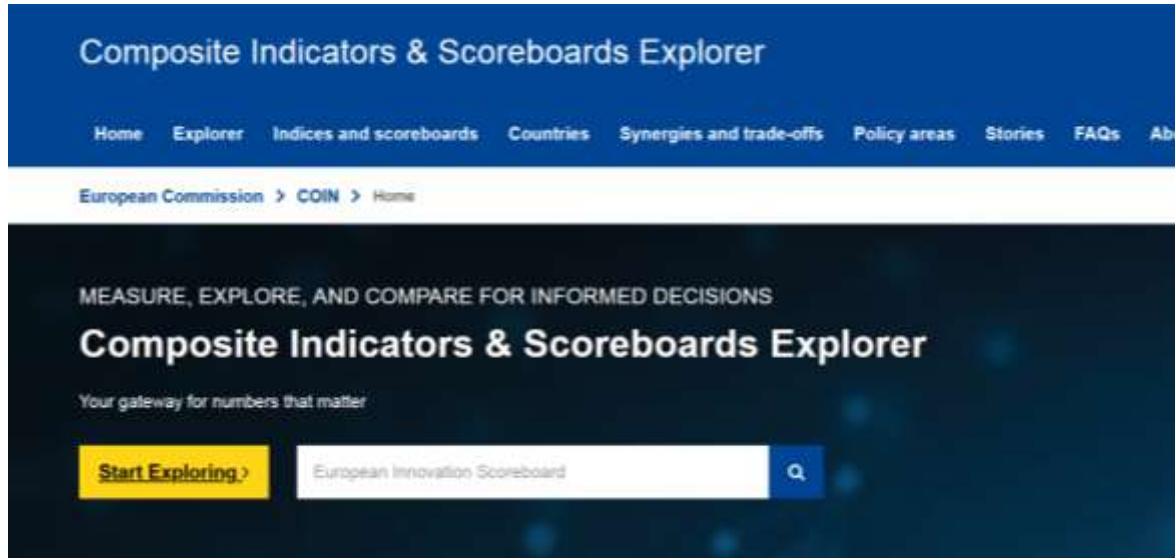 Composite Indicators & Scoreboards Explorer
Home Explorer Indices and scoreboards Countries Synergies and trade-offs Policy areas Stories FAQs Ab
European Commission > COIN > Home
MEASURE, EXPLORE, AND COMPARE FOR INFORMED DECISIONS
Composite Indicators & Scoreboards Explorer
Your gateway for numbers that matter
Start Exploring >
European Innovation Scoreboard